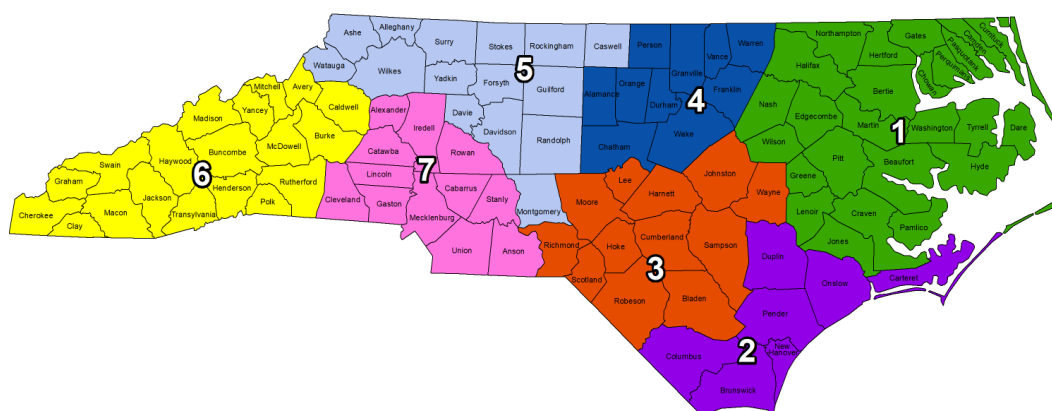 Ashe
Alleghany
Surry
Stokes
Rockingham
Caswell
Person
Vance
Warren
Northampton
Gates
Currituck
Camden
Pasquotank
Perquimans
Chowan
Watauga
Wilkes
Yadkin
Forsyth
5
Guilford
Granville
Halifax
Hertford
Mitchell
Avery
Caldwell
Alexander
Iredell
Davie
Davidson
Randolph
Alamance
Orange
Durham
4
Franklin
Nash
Edgecombe
Bertie
Madison
Yancey
Burke
McDowell
Catawba
Rowan
Chatham
Wake
Wilson
Martin
1
Washington
Tyrrell
Dare
Swain
Haywood
Buncombe
6
Lincoln
7
Lee
Johnston
Pitt
Beaufort
Hyde
Graham
Jackson
Henderson
Rutherford
Cleveland
Gaston
Cabarrus
Stanly
Montgomery
Moore
Harnett
Wayne
Greene
Cherokee
Clay
Macon
Transylvania
Polk
Mecklenburg
Union
Anson
Richmond
Hoke
Cumberland
Sampson
Lenoir
Craven
Pamlico
Jones
Scotland
3
Duplin
Onslow
Carteret
Robeson
Bladen
Pender
Columbus
2
New
Hanover
Brunswick